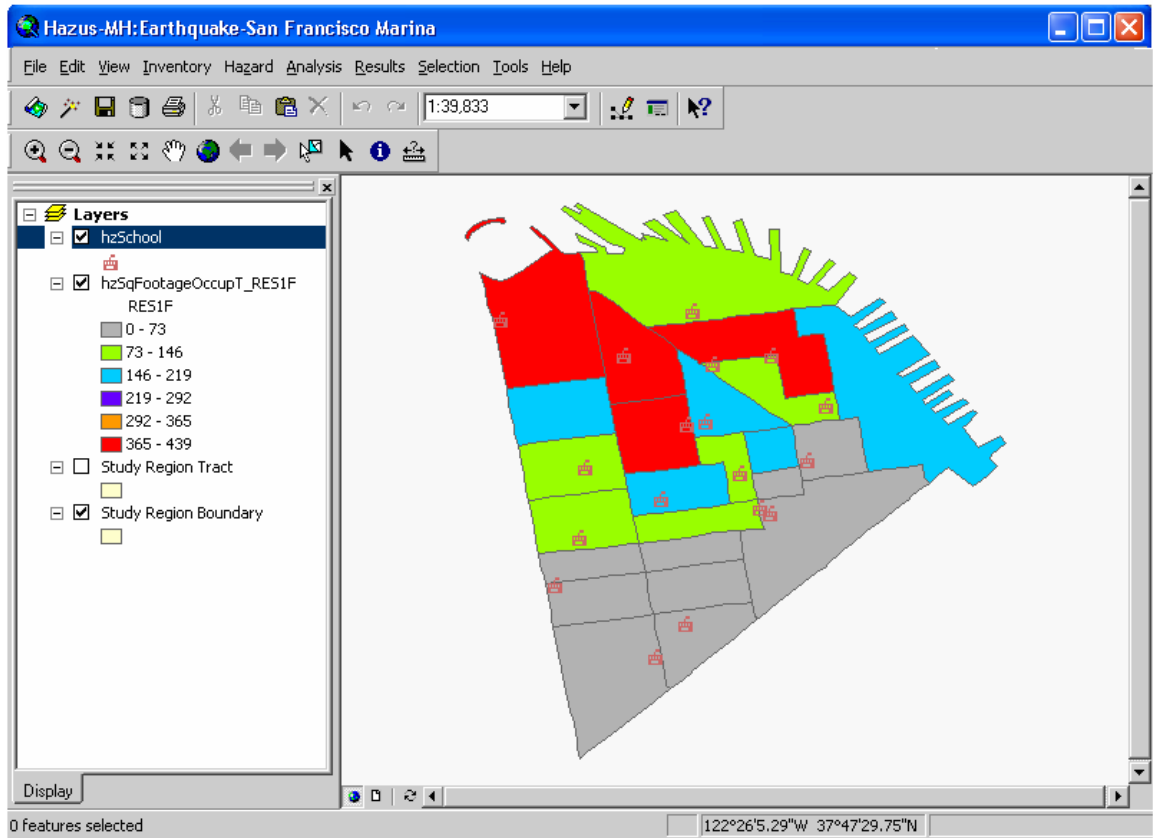 Hazus-MH:Earthquake-San Francisco Marina
File Edit View Inventory Hazard Analysis Results Selection Tools Help
1:39,833
Layers
hzSchool
hzSqFootageOccupT_RES1F
RES1F
0 - 73
73 - 146
146 - 219
219 - 292
292 - 365
365 - 439
Study Region Tract
Study Region Boundary
Display
0 features selected
122°26'5.29"W 37°47'29.75"N